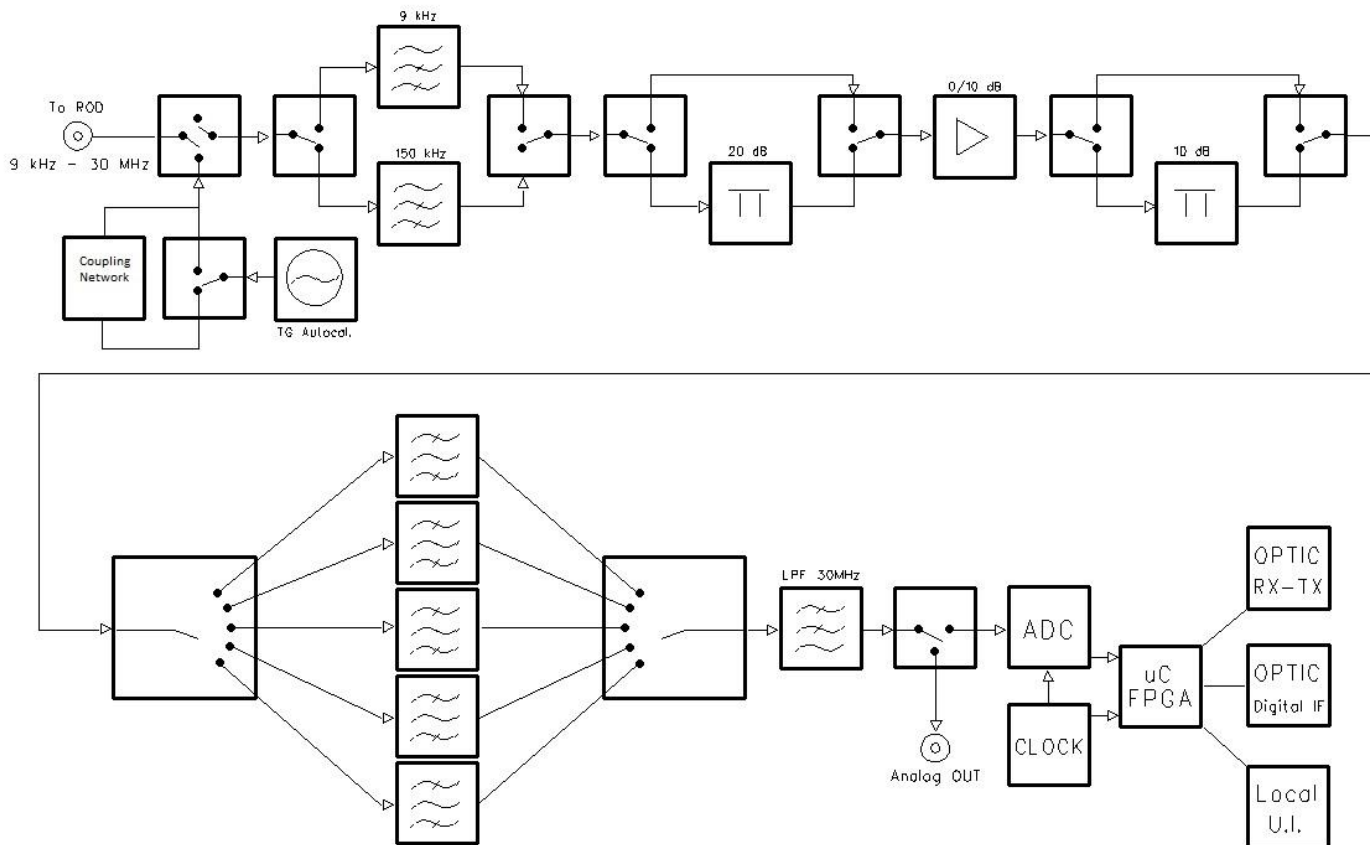 9 kHz
To ROD
0/10 dB
9 kHz - 30 MHz
150 kHz
20 dB
10 dB
Coupling
Network
TG Autocal.
LPF 30MHz
OPTIC
RX-TX
ADC
uC
FPGA
OPTIC
Digital IF
CLOCK
Analog OUT
Local
U.I.